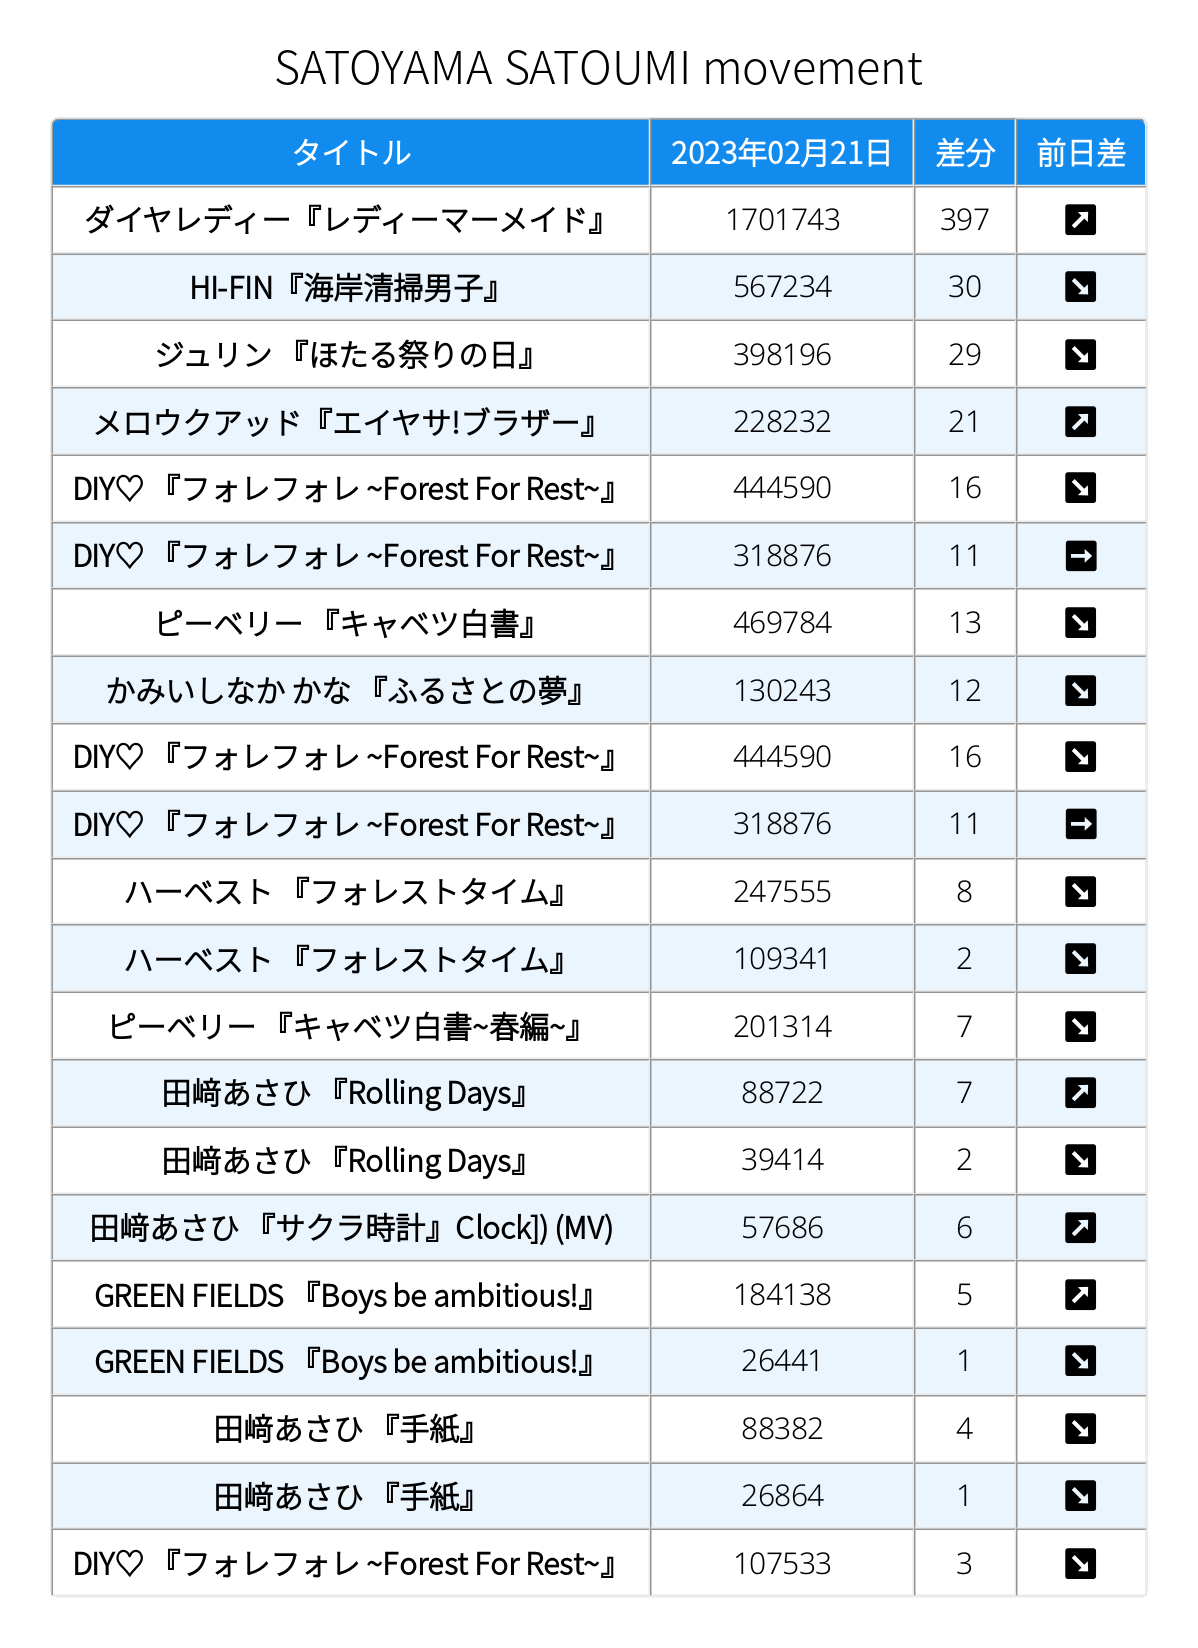 SATOYAMA SATOUMI movement
タイトル 2023年02月21日 差分 前日差
ダイヤレディー『レディーマーメイド』 1701743 397 ↗
HI-FIN『海岸清掃男子』 567234 30 ↘
ジュリン 『ほたる祭りの日』 398196 29 ↘
メロウクアッド『エイヤサ!ブラザー』 228232 21 ↗
DIY♡ 『フォレフォレ ~Forest For Rest~』 444590 16 ↘
DIY♡ 『フォレフォレ ~Forest For Rest~』 318876 11 →
ピーベリー 『キャベツ白書』 469784 13 ↘
かみいしなか かな 『ふるさとの夢』 130243 12 ↘
DIY♡ 『フォレフォレ ~Forest For Rest~』 444590 16 ↘
DIY♡ 『フォレフォレ ~Forest For Rest~』 318876 11 →
ハーベスト 『フォレストタイム』 247555 8 ↘
ハーベスト 『フォレストタイム』 109341 2 ↘
ピーベリー 『キャベツ白書~春編~』 201314 7 ↘
田﨑あさひ 『Rolling Days』 88722 7 ↗
田﨑あさひ 『Rolling Days』 39414 2 ↘
田﨑あさひ 『サクラ時計』Clock]) (MV) 57686 6 ↗
GREEN FIELDS 『Boys be ambitious!』 184138 5 ↗
GREEN FIELDS 『Boys be ambitious!』 26441 1 ↘
田﨑あさひ 『手紙』 88382 4 ↘
田﨑あさひ 『手紙』 26864 1 ↘
DIY♡ 『フォレフォレ ~Forest For Rest~』 107533 3 ↘